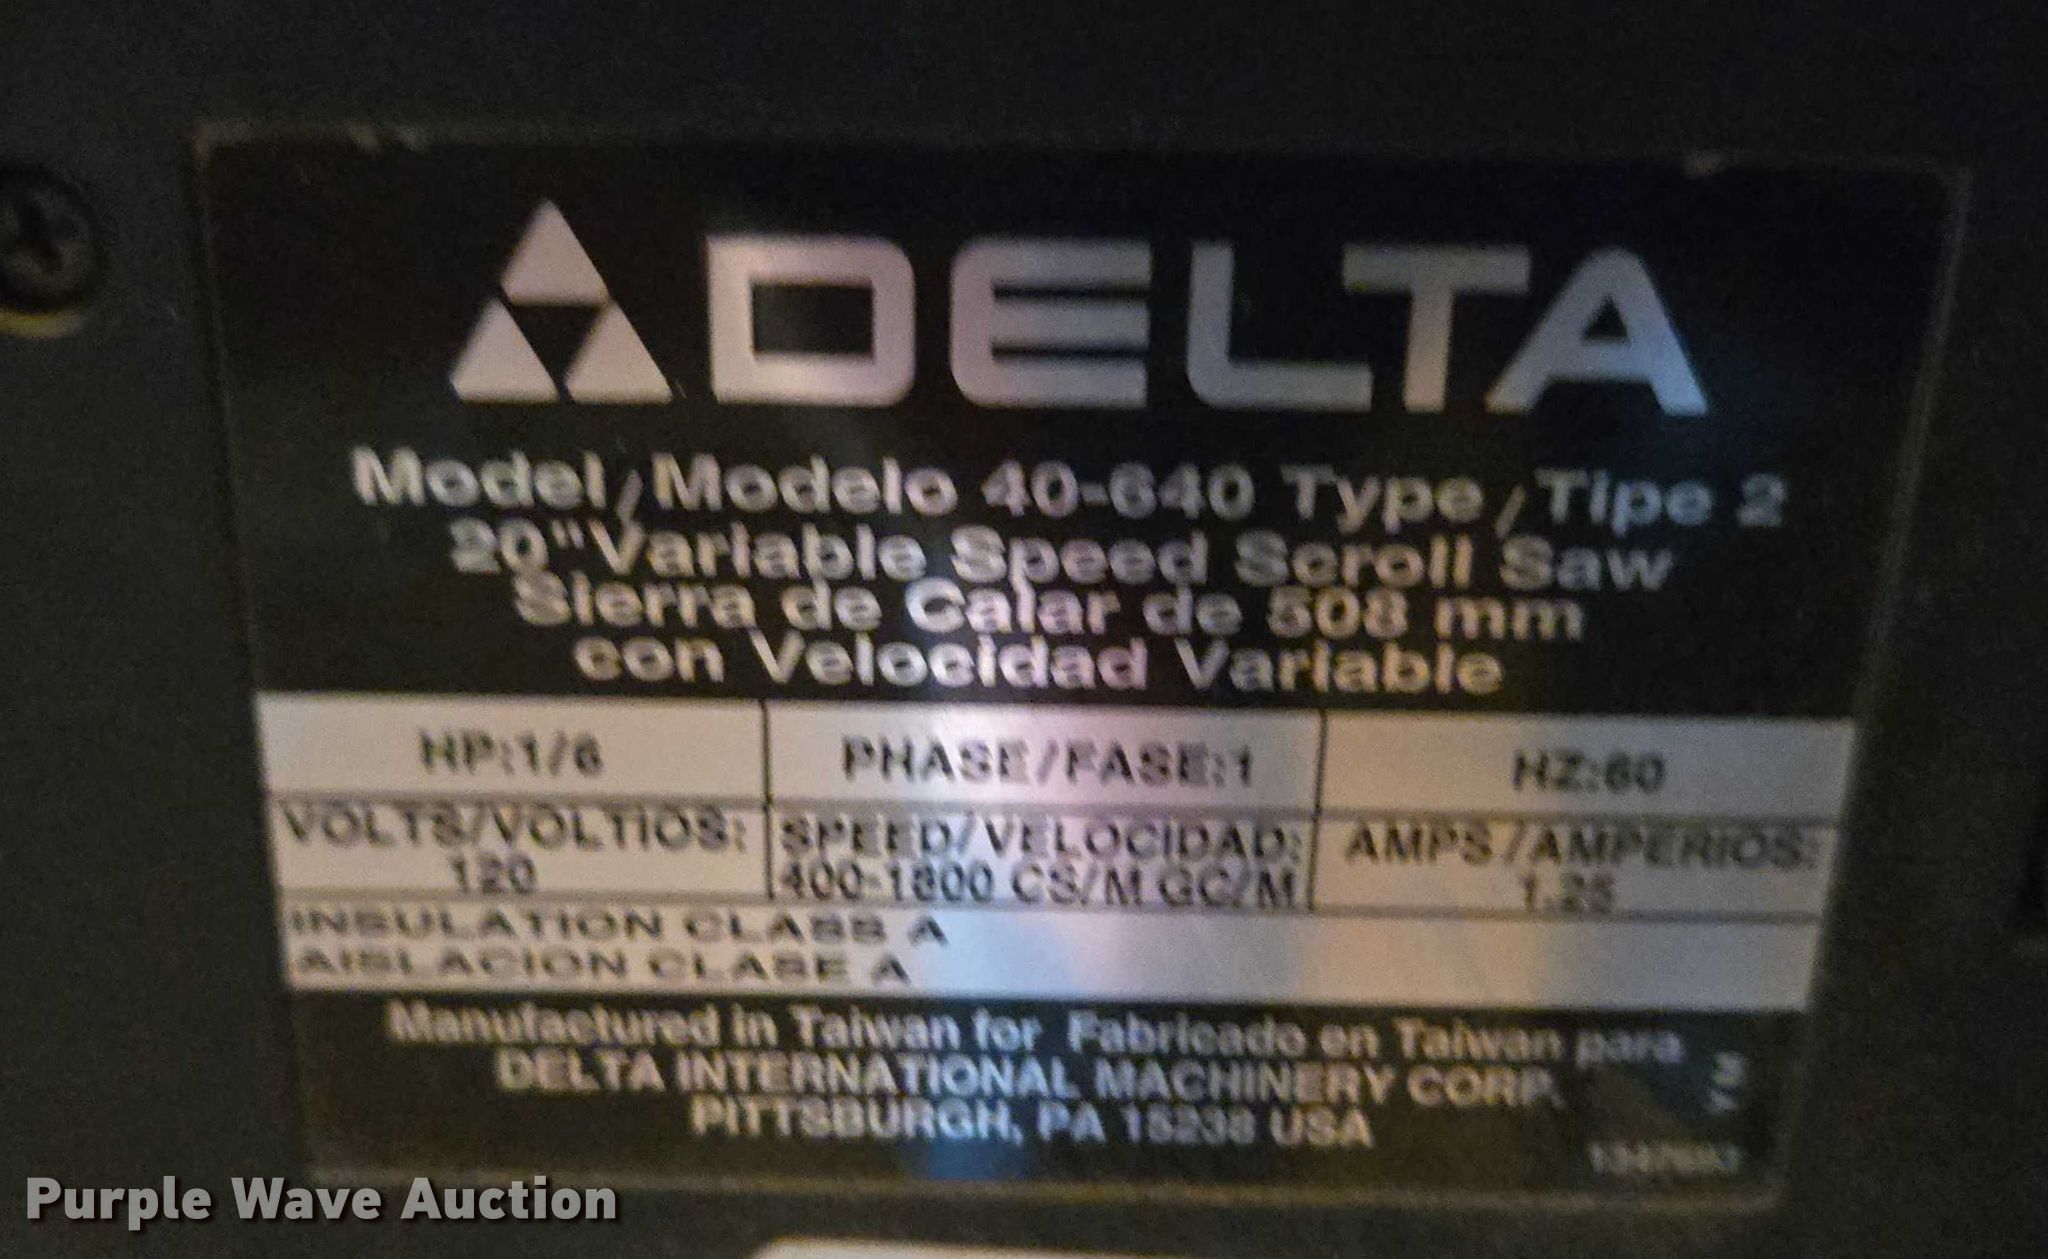 DELTA
Model/Modelo 40-640 Type/Tipe 2
20" Variable Speed Scroll Saw
Sierra de Calar de 508 mm
con Velocidad Variable
HP:1/6 PHASE/FASE:1 HZ:60
VOLTS/VOLTIOS: SPEED/VELOCIDAD: AMPS/AMPERIOS:
120 400-1800 CS/M GC/M 1.25
INSULATION CLASS A
AISLACION CLASE A
Manufactured in Taiwan for Fabricado en Taiwan para
DELTA INTERNATIONAL MACHINERY CORP.
PITTSBURGH, PA 15238 USA
Purple Wave Auction